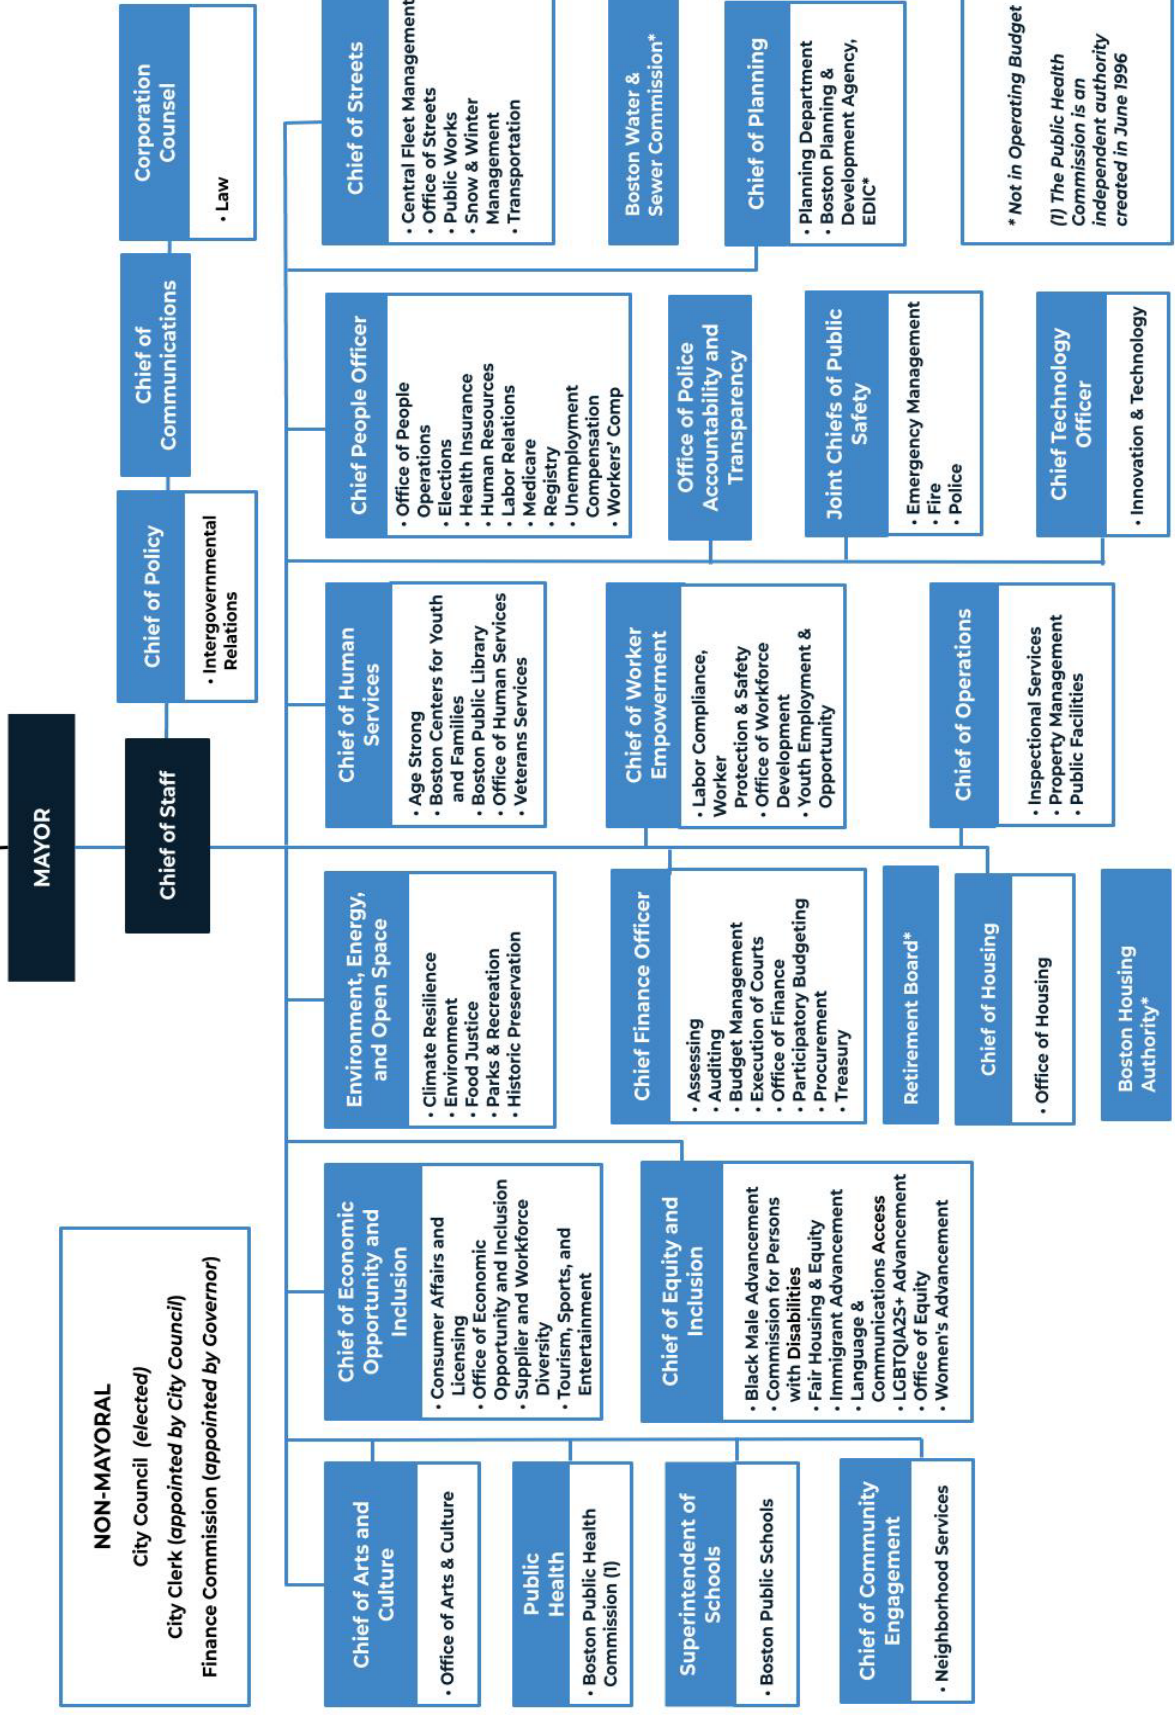 MAYOR
NON-MAYORAL
City Council (elected)
City Clerk (appointed by City Council)
Finance Commission (appointed by Governor)
Chief of Staff
Chief of Policy
• Intergovernmental
Relations
Chief of
Communications
Corporation
Counsel
• Law
Chief of Arts and
Culture
• Office of Arts & Culture
Public
Health
• Boston Public Health
Commission (1)
Superintendent of
Schools
• Boston Public Schools
Chief of Community
Engagement
• Neighborhood Services
Chief of Economic
Opportunity and
Inclusion
• Consumer Affairs and
Licensing
• Office of Economic
Opportunity and Inclusion
• Supplier and Workforce
Diversity
• Tourism, Sports, and
Entertainment
Chief of Equity and
Inclusion
• Black Male Advancement
• Commission for Persons
with Disabilities
• Fair Housing & Equity
• Immigrant Advancement
• Language &
Communications Access
• LGBTQIA2S+ Advancement
• Office of Equity
• Women's Advancement
Environment, Energy,
and Open Space
• Climate Resilience
• Environment
• Food Justice
• Parks & Recreation
• Historic Preservation
Chief Finance Officer
• Assessing
• Auditing
• Budget Management
• Execution of Courts
• Office of Finance
• Participatory Budgeting
• Procurement
• Treasury
Retirement Board*
Chief of Housing
• Office of Housing
Boston Housing
Authority*
Chief of Human
Services
• Age Strong
• Boston Centers for Youth
and Families
• Boston Public Library
• Office of Human Services
• Veterans Services
Chief of Worker
Empowerment
• Labor Compliance,
Worker
Protection & Safety
• Office of Workforce
Development
• Youth Employment &
Opportunity
Chief of Operations
• Inspectional Services
• Property Management
• Public Facilities
Chief People Officer
• Office of People
Operations
• Elections
• Health Insurance
• Human Resources
• Labor Relations
• Medicare
• Registry
• Unemployment
Compensation
• Workers' Comp
Office of Police
Accountability and
Transparency
Joint Chiefs of Public
Safety
• Emergency Management
• Fire
• Police
Chief Technology
Officer
• Innovation & Technology
Chief of Streets
• Central Fleet Management
• Office of Streets
• Public Works
• Snow & Winter
Management
• Transportation
Boston Water &
Sewer Commission*
Chief of Planning
• Planning Department
• Boston Planning &
Development Agency,
EDIC*
* Not in Operating Budget
(1) The Public Health
Commission is an
independent authority
created in June 1996